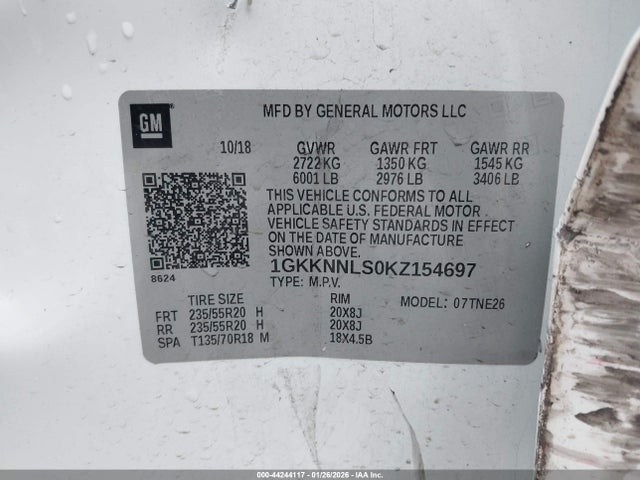 GM
MFD BY GENERAL MOTORS LLC
10/18 GVWR GAWR FRT GAWR RR
2722 KG 1350 KG 1545 KG
6001 LB 2976 LB 3406 LB
THIS VEHICLE CONFORMS TO ALL
APPLICABLE U.S. FEDERAL MOTOR
VEHICLE SAFETY STANDARDS IN EFFECT
ON THE DATE OF MANUFACTURE
SHOWN ABOVE.
1GKKNNLS0KZ154697
8624
TYPE: M.P.V.
TIRE SIZE RIM MODEL: 07TNE26
FRT 235/55R20 H 20X8J
RR 235/55R20 H 20X8J
SPA T135/70R18 M 18X4.5B
000-44244117 | 01/26/2026 | IAA Holdings, LLC.